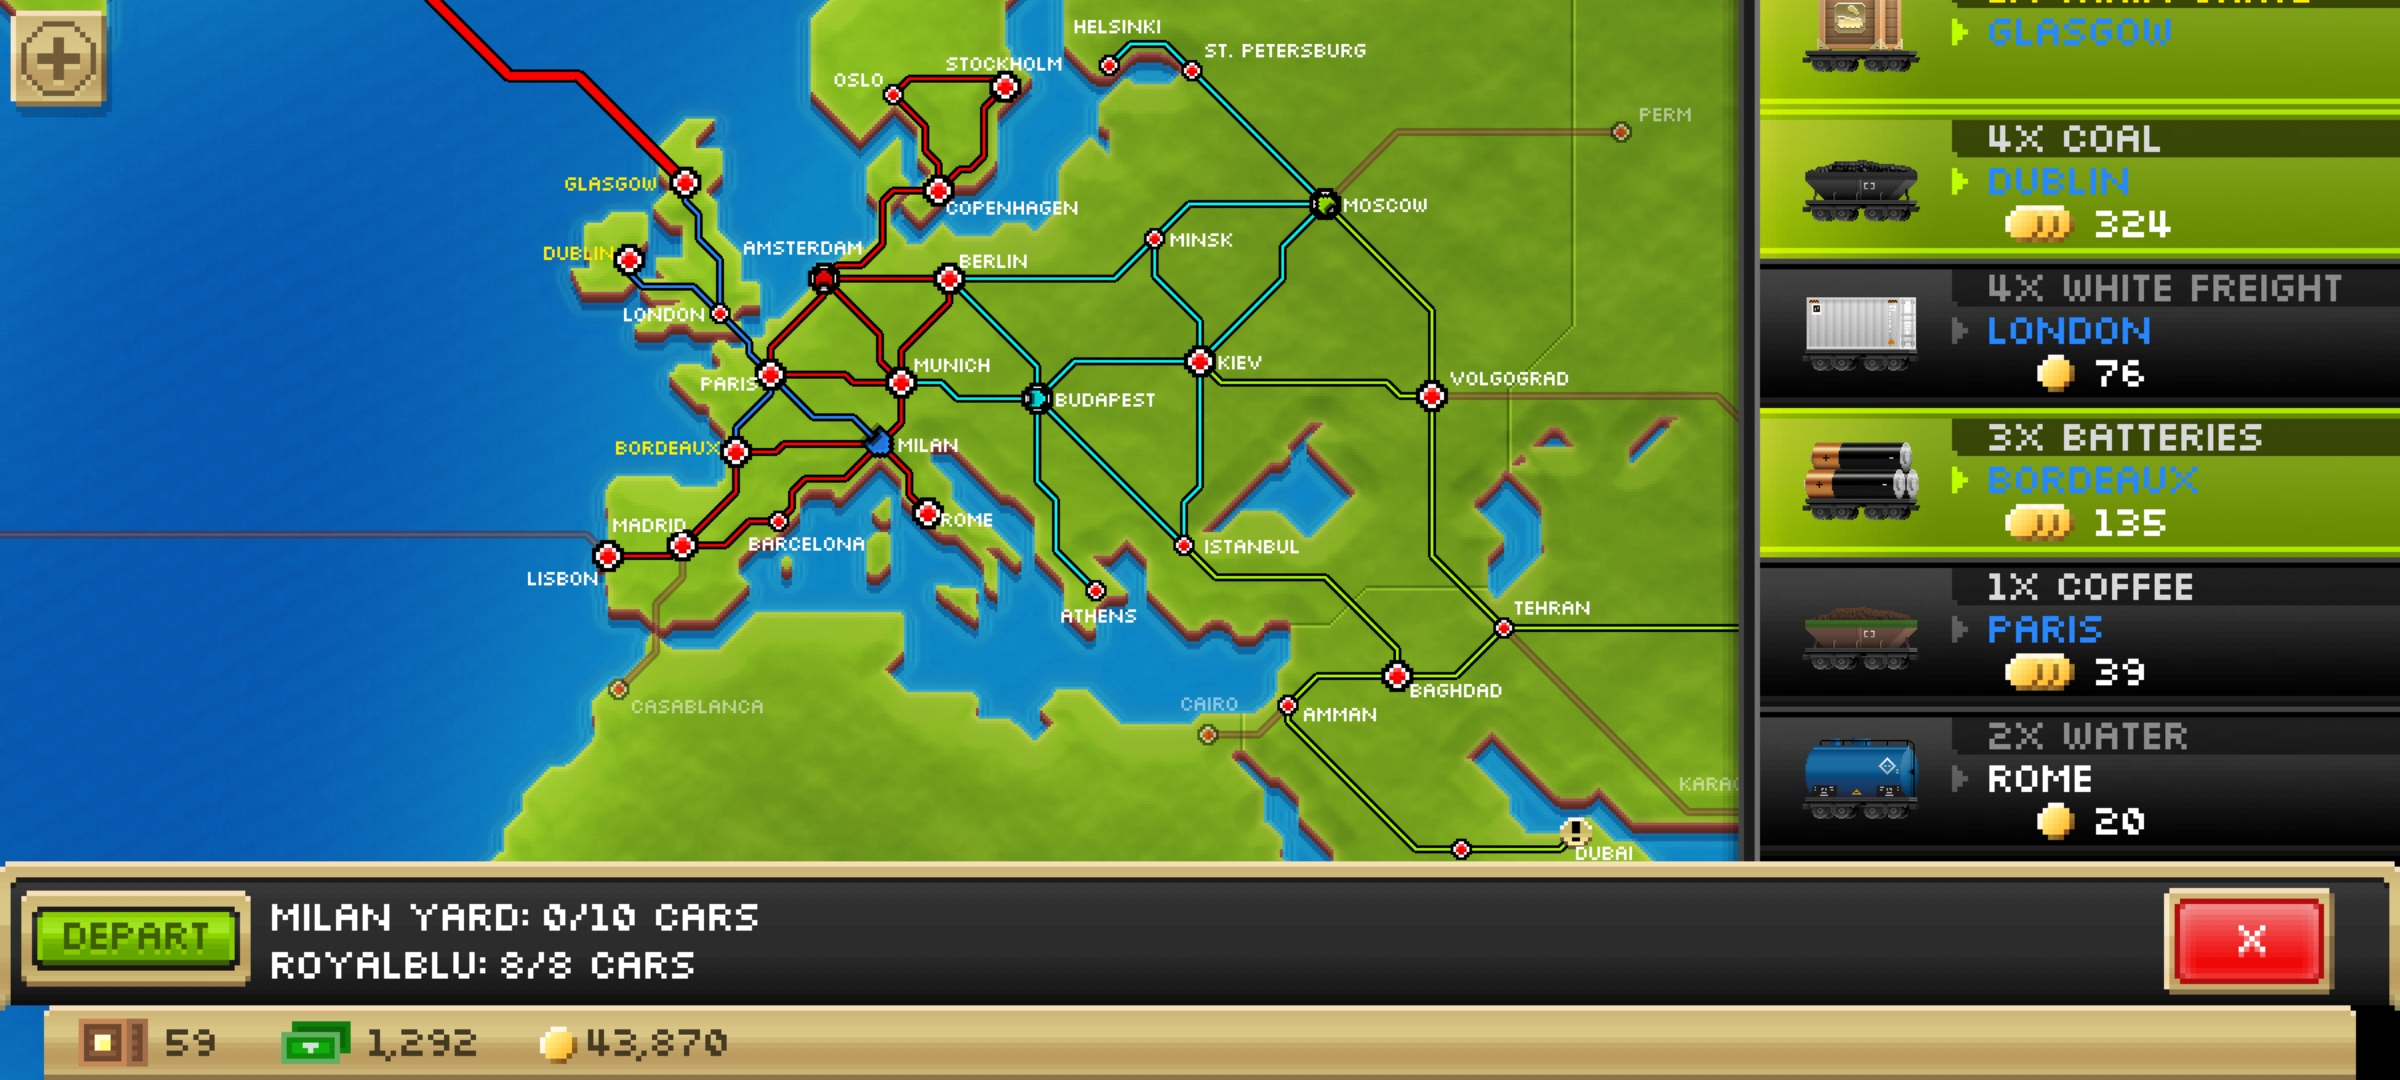 HELSINKI
ST. PETERSBURG
STOCKHOLM
OSLO
PERM
GLASGOW
COPENHAGEN
MOSCOW
MINSK
AMSTERDAM
BERLIN
DUBLIN
LONDON
MUNICH
KIEV
PARIS
BUDAPEST
VOLGOGRAD
BORDEAUX
MILAN
MADRID
ROME
BARCELONA
ISTANBUL
LISBON
ATHENS
TEHRAN
CASABLANCA
CAIRO
BAGHDAD
AMMAN
KARAC
DUBAI
GLASGOW
4X COAL
DUBLIN
324
4X WHITE FREIGHT
LONDON
76
3X BATTERIES
BORDEAUX
135
1X COFFEE
PARIS
39
2X WATER
ROME
20
DEPART
MILAN YARD: 0/10 CARS
ROYALBLU: 8/8 CARS
X
59
1,292
43,870